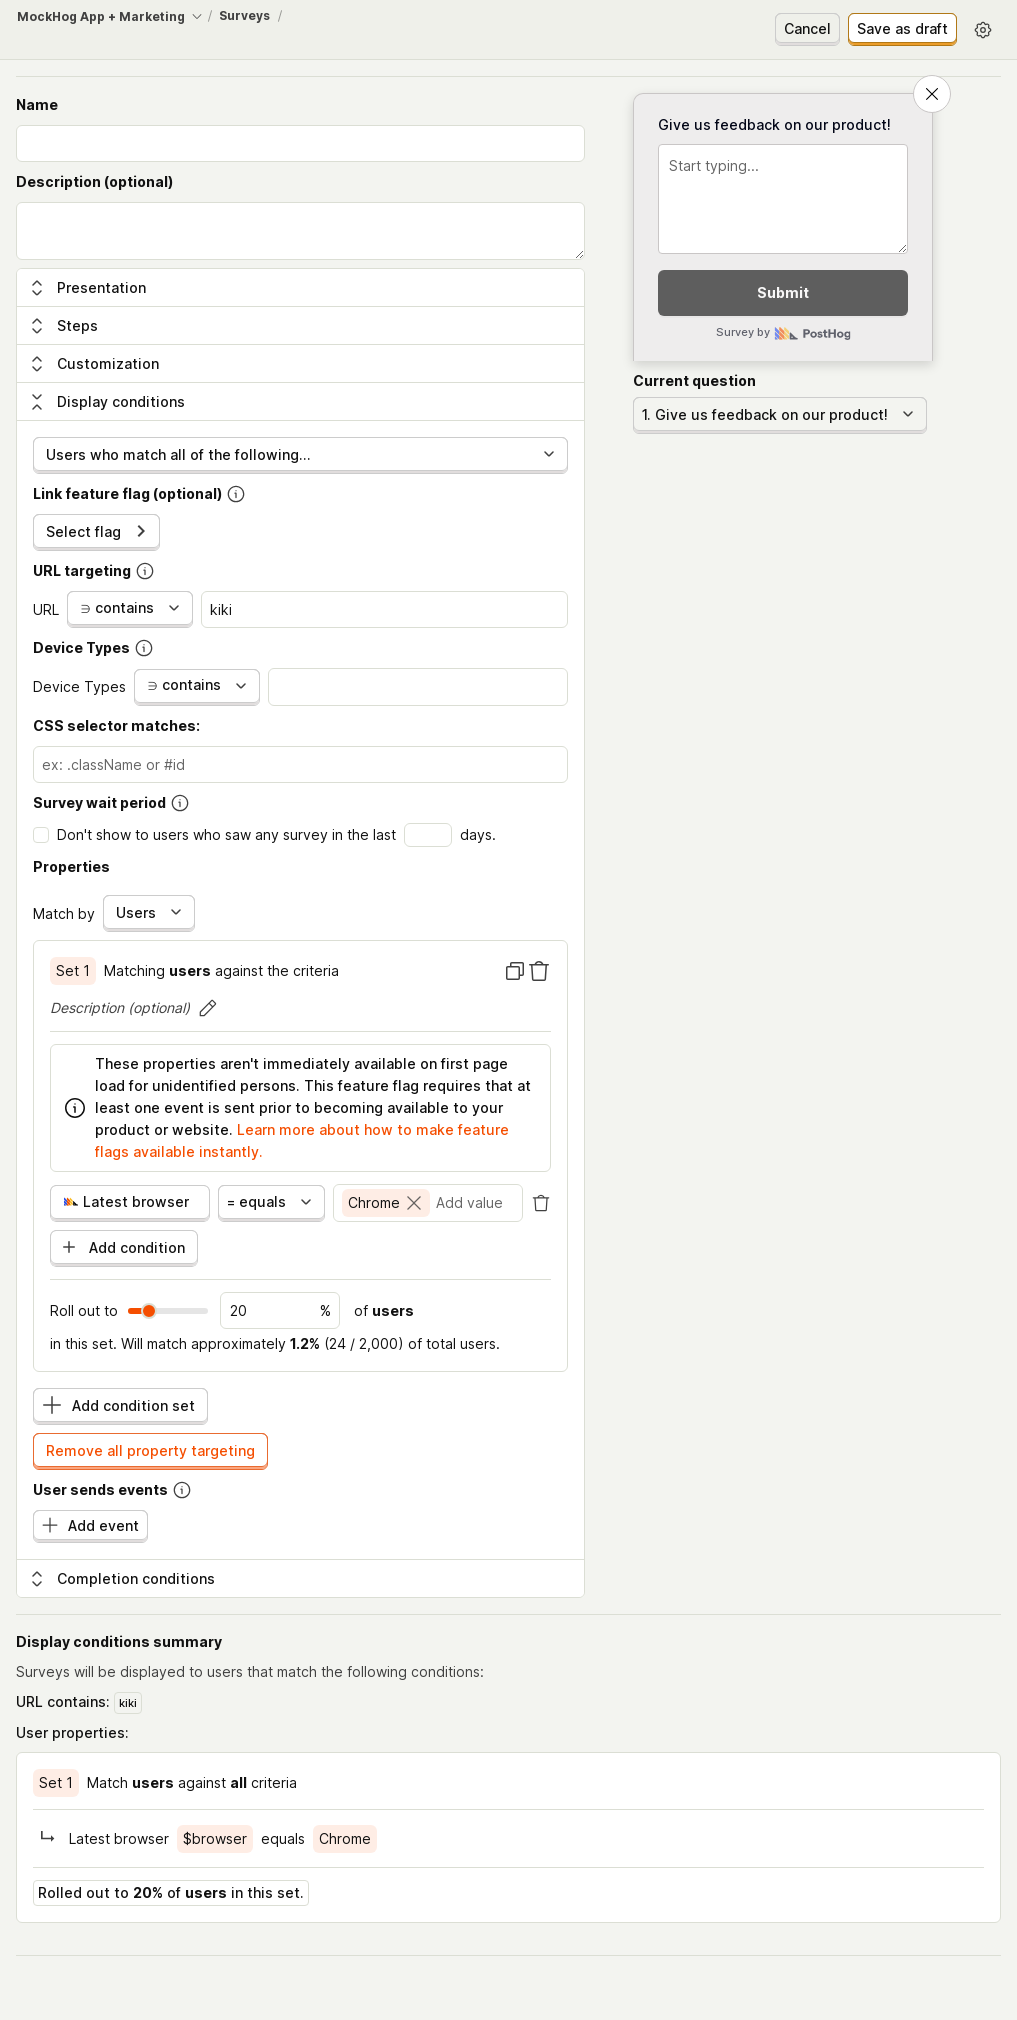 MockHog App + Marketing / Surveys /
Cancel
Save as draft
Name
Description (optional)
Presentation
Steps
Customization
Display conditions
Users who match all of the following...
Link feature flag (optional)
Select flag
URL targeting
URL ∋ contains kiki
Device Types
Device Types ∋ contains
CSS selector matches:
ex: .className or #id
Survey wait period
Don't show to users who saw any survey in the last days.
Properties
Match by Users
Set 1 Matching users against the criteria
Description (optional)
These properties aren't immediately available on first page
load for unidentified persons. This feature flag requires that at
least one event is sent prior to becoming available to your
product or website. Learn more about how to make feature
flags available instantly.
Latest browser = equals Chrome Add value
Add condition
Roll out to 20 % of users
in this set. Will match approximately 1.2% (24 / 2,000) of total users.
Add condition set
Remove all property targeting
User sends events
Add event
Completion conditions
Give us feedback on our product!
Start typing...
Submit
Survey by PostHog
Current question
1. Give us feedback on our product!
Display conditions summary
Surveys will be displayed to users that match the following conditions:
URL contains: kiki
User properties:
Set 1 Match users against all criteria
Latest browser $browser equals Chrome
Rolled out to 20% of users in this set.